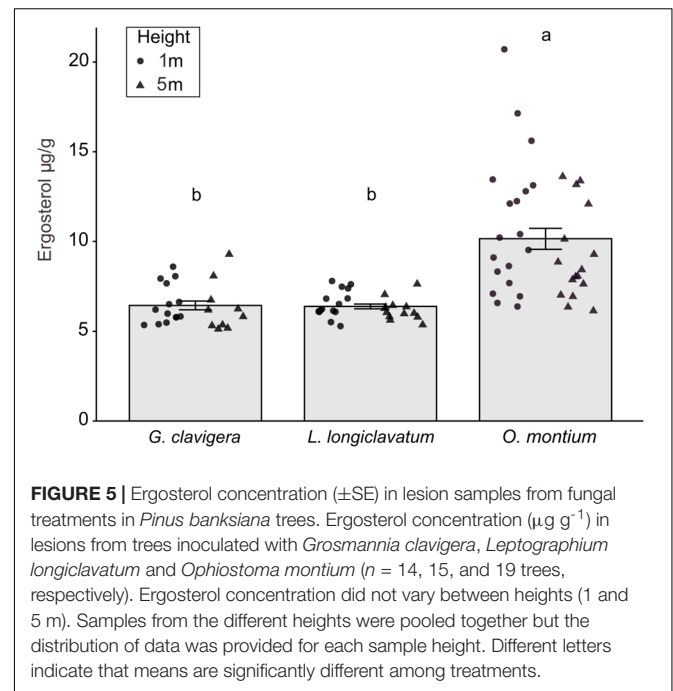 Height
● 1m
▲ 5m
Ergosterol µg/g
20
15
10
5
0
b
b
a
G. clavigera
L. longiclavatum
O. montium
FIGURE 5 | Ergosterol concentration (±SE) in lesion samples from fungal
treatments in Pinus banksiana trees. Ergosterol concentration (µg g-1) in
lesions from trees inoculated with Grosmannia clavigera, Leptographium
longiclavatum and Ophiostoma montium (n = 14, 15, and 19 trees,
respectively). Ergosterol concentration did not vary between heights (1 and
5 m). Samples from the different heights were pooled together but the
distribution of data was provided for each sample height. Different letters
indicate that means are significantly different among treatments.